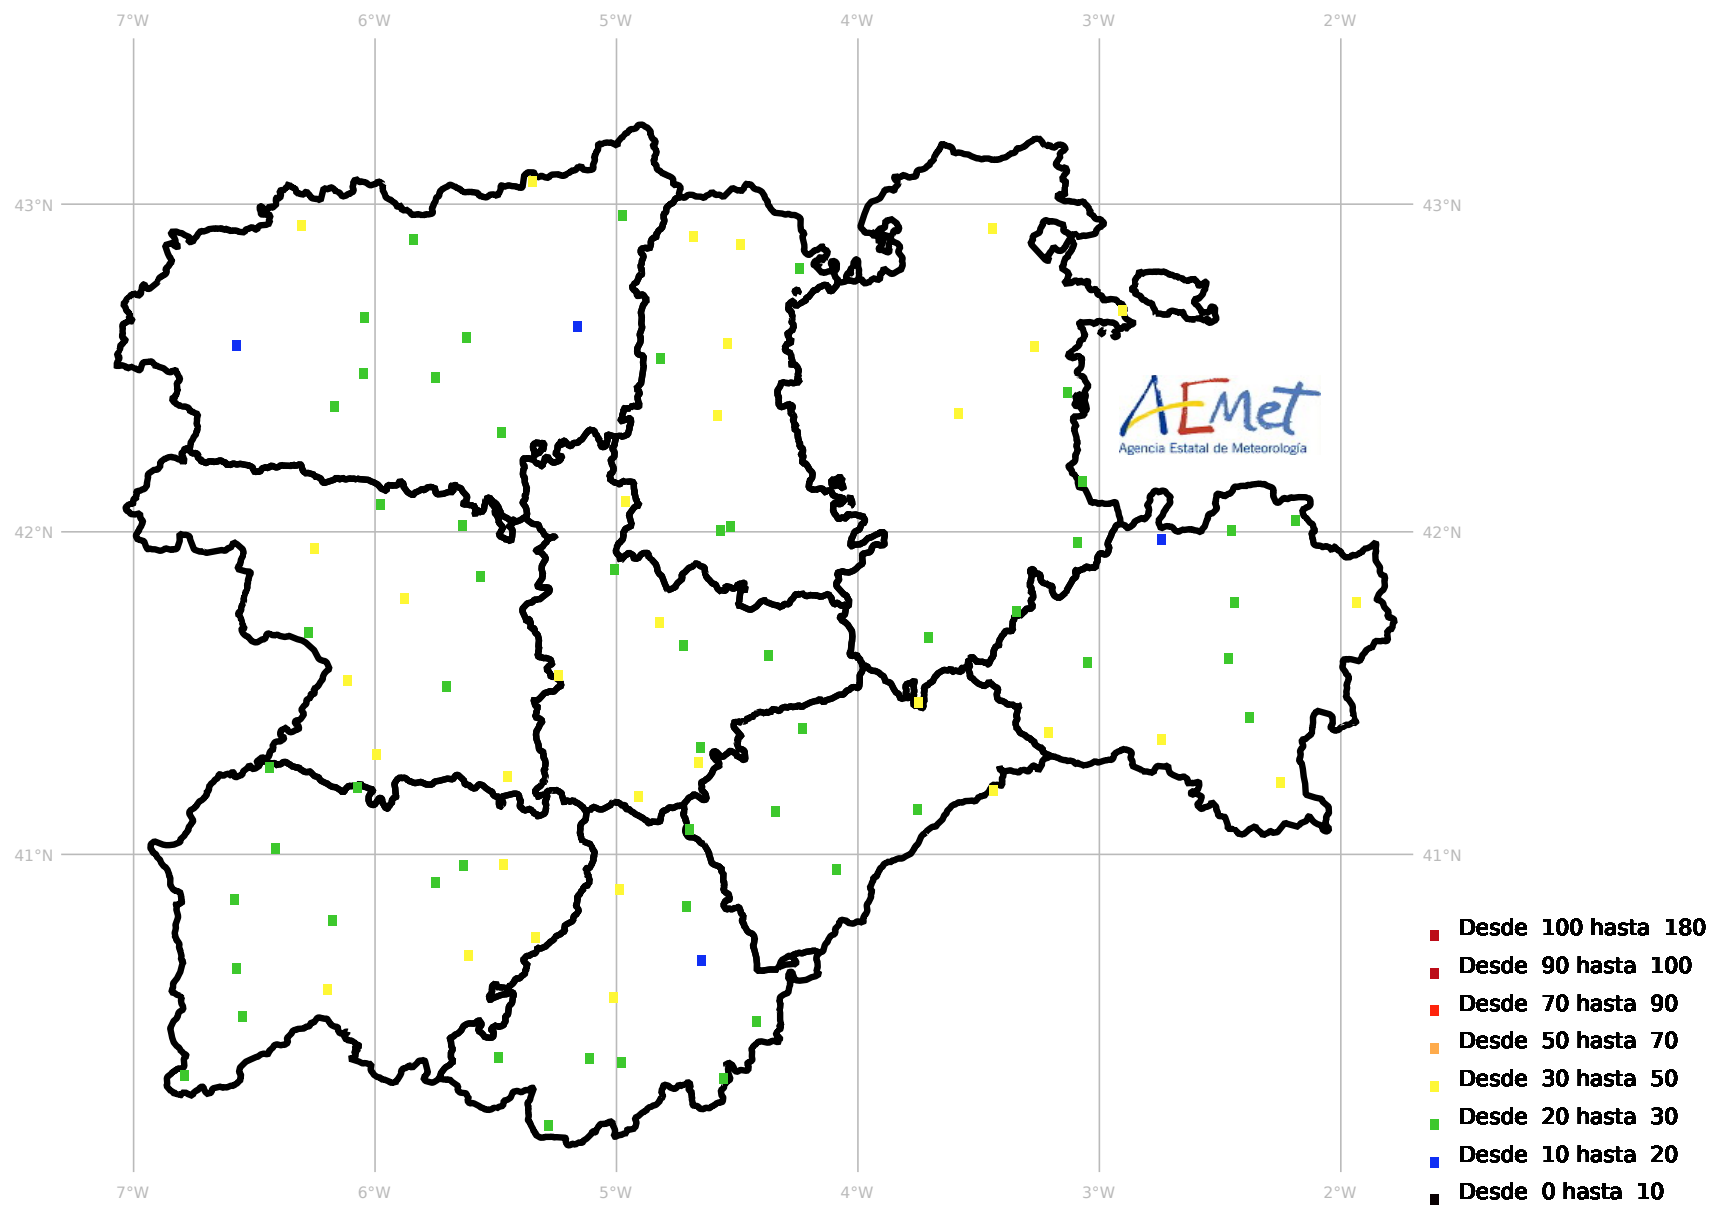 7°W 6°W 5°W 4°W 3°W 2°W
43°N 43°N
AEMet
Agencia Estatal de Meteorología
42°N 42°N
41°N 41°N
Desde 100 hasta 180
Desde 90 hasta 100
Desde 70 hasta 90
Desde 50 hasta 70
Desde 30 hasta 50
Desde 20 hasta 30
Desde 10 hasta 20
Desde 0 hasta 10
7°W 6°W 5°W 4°W 3°W 2°W